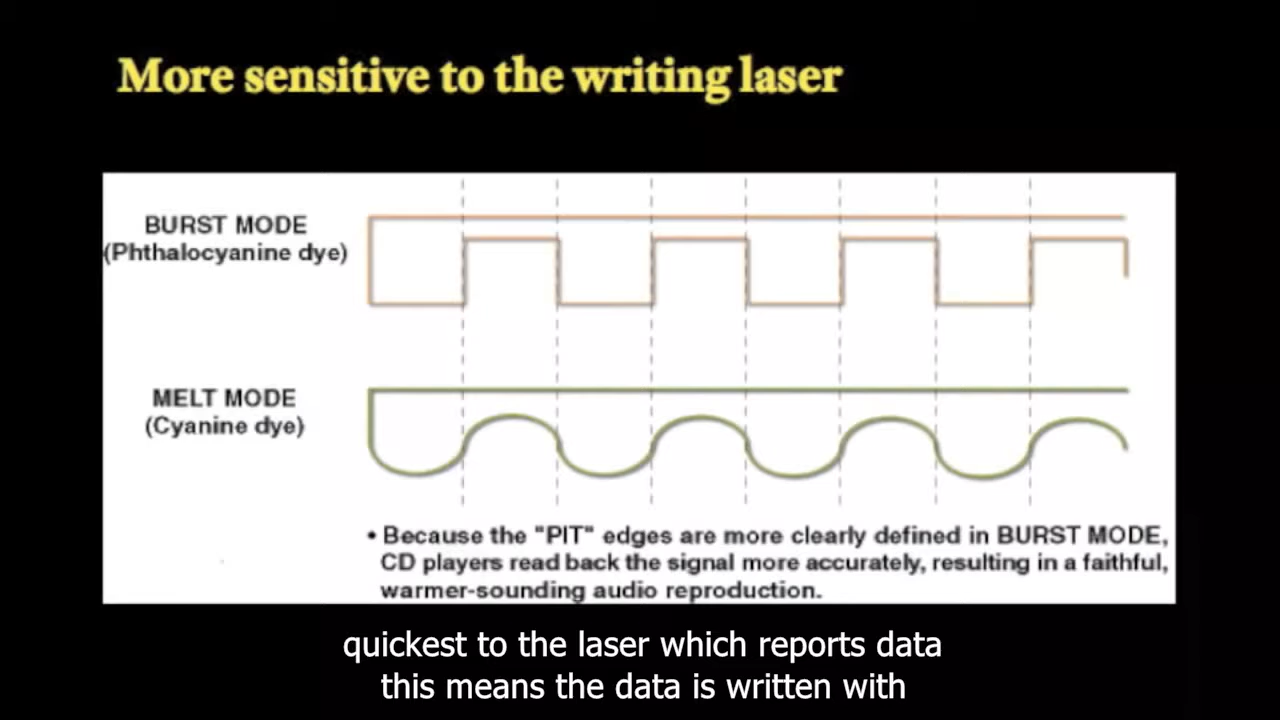 More sensitive to the writing laser
BURST MODE
(Phthalocyanine dye)
MELT MODE
(Cyanine dye)
• Because the "PIT" edges are more clearly defined in BURST MODE,
CD players read back the signal more accurately, resulting in a faithful,
warmer-sounding audio reproduction.
quickest to the laser which reports data
this means the data is written with